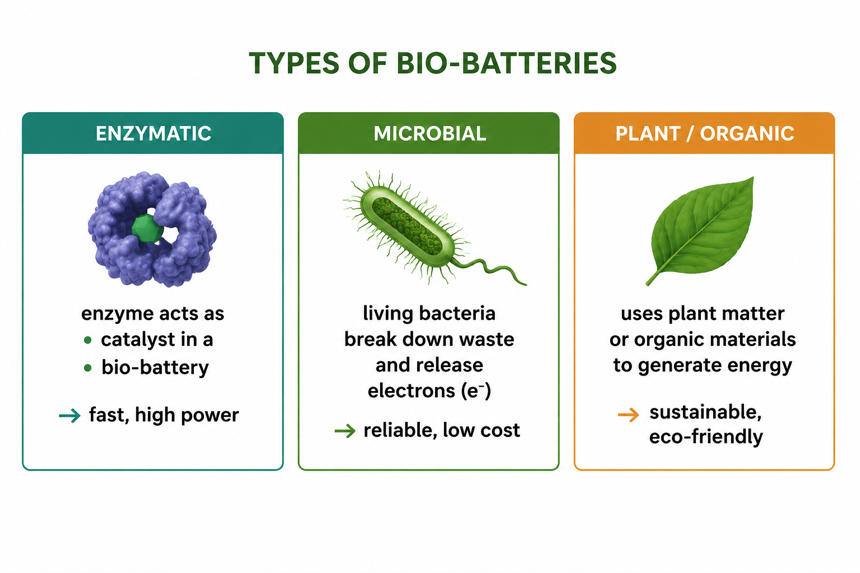 TYPES OF BIO-BATTERIES
ENZYMATIC
enzyme acts as
• catalyst in a
• bio-battery
→ fast, high power
MICROBIAL
living bacteria
break down waste
and release
electrons (e⁻)
→ reliable, low cost
PLANT / ORGANIC
uses plant matter
or organic materials
to generate energy
→ sustainable,
eco-friendly